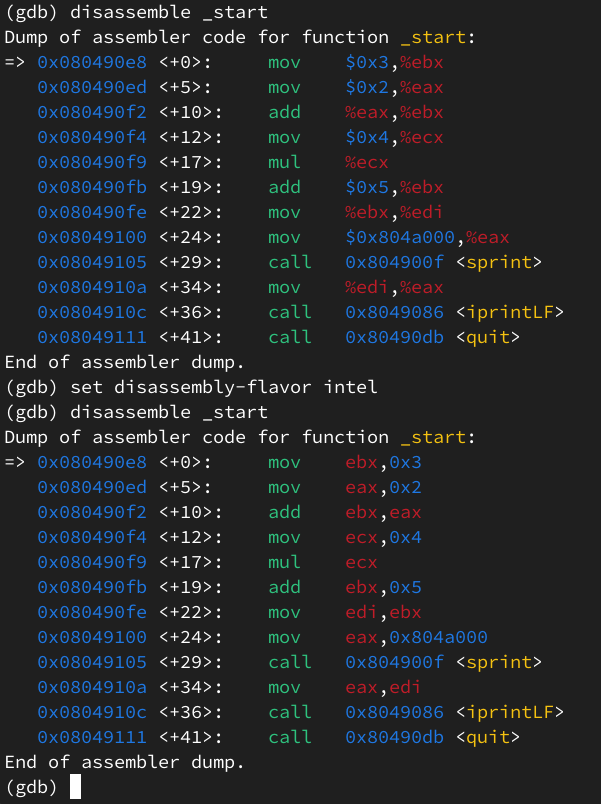 (gdb) disassemble _start
Dump of assembler code for function _start:
=> 0x080490e8 <+0>:     mov    $0x3,%ebx
   0x080490ed <+5>:     mov    $0x2,%eax
   0x080490f2 <+10>:    add    %eax,%ebx
   0x080490f4 <+12>:    mov    $0x4,%ecx
   0x080490f9 <+17>:    mul    %ecx
   0x080490fb <+19>:    add    $0x5,%ebx
   0x080490fe <+22>:    mov    %ebx,%edi
   0x08049100 <+24>:    mov    $0x804a000,%eax
   0x08049105 <+29>:    call   0x804900f <sprint>
   0x0804910a <+34>:    mov    %edi,%eax
   0x0804910c <+36>:    call   0x8049086 <iprintLF>
   0x08049111 <+41>:    call   0x80490db <quit>
End of assembler dump.
(gdb) set disassembly-flavor intel
(gdb) disassemble _start
Dump of assembler code for function _start:
=> 0x080490e8 <+0>:     mov    ebx,0x3
   0x080490ed <+5>:     mov    eax,0x2
   0x080490f2 <+10>:    add    ebx,eax
   0x080490f4 <+12>:    mov    ecx,0x4
   0x080490f9 <+17>:    mul    ecx
   0x080490fb <+19>:    add    ebx,0x5
   0x080490fe <+22>:    mov    edi,ebx
   0x08049100 <+24>:    mov    eax,0x804a000
   0x08049105 <+29>:    call   0x804900f <sprint>
   0x0804910a <+34>:    mov    eax,edi
   0x0804910c <+36>:    call   0x8049086 <iprintLF>
   0x08049111 <+41>:    call   0x80490db <quit>
End of assembler dump.
(gdb)